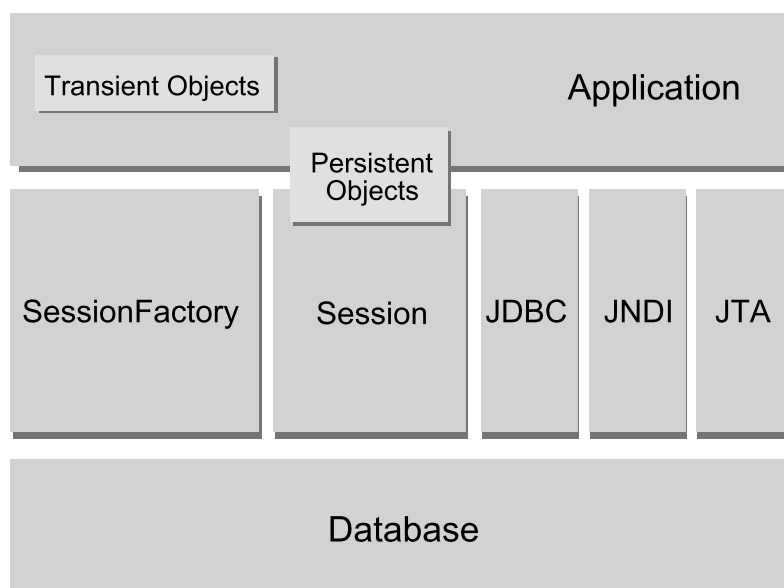 Transient Objects
Application
Persistent
Objects
SessionFactory
Session
JDBC
JNDI
JTA
Database